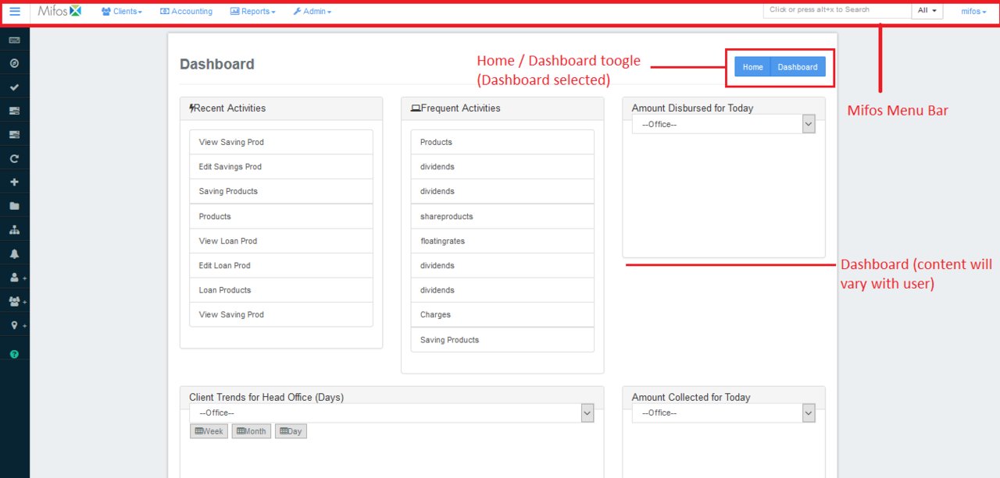 Mifos Clients Accounting Reports Admin Click or press alt+x to Search All mifos
Dashboard
Home / Dashboard toogle
(Dashboard selected)
Home Dashboard
Mifos Menu Bar
Recent Activities
View Saving Prod
Edit Savings Prod
Saving Products
Products
View Loan Prod
Edit Loan Prod
Loan Products
View Saving Prod
Frequent Activities
Products
dividends
dividends
shareproducts
floatingrates
dividends
dividends
Charges
Saving Products
Amount Disbursed for Today
--Office--
Dashboard (content will
vary with user)
Client Trends for Head Office (Days)
--Office--
Week Month Day
Amount Collected for Today
--Office--